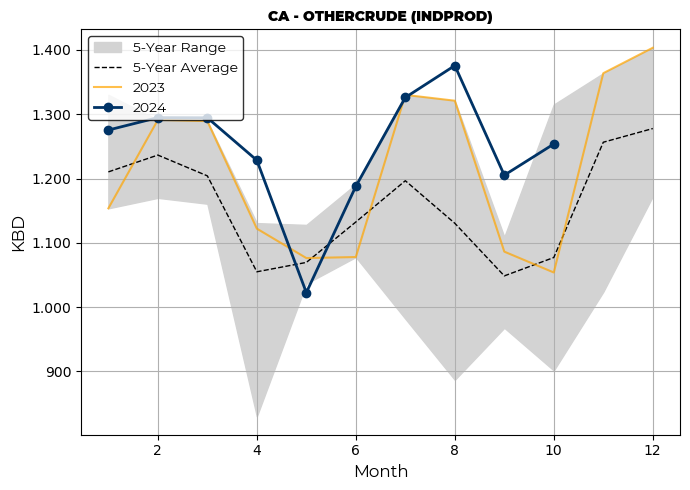 CA - OTHERCRUDE (INDPROD)
5-Year Range
5-Year Average
2023
2024
KBD
1.400
1.300
1.200
1.100
1.000
900
2 4 6 8 10 12
Month